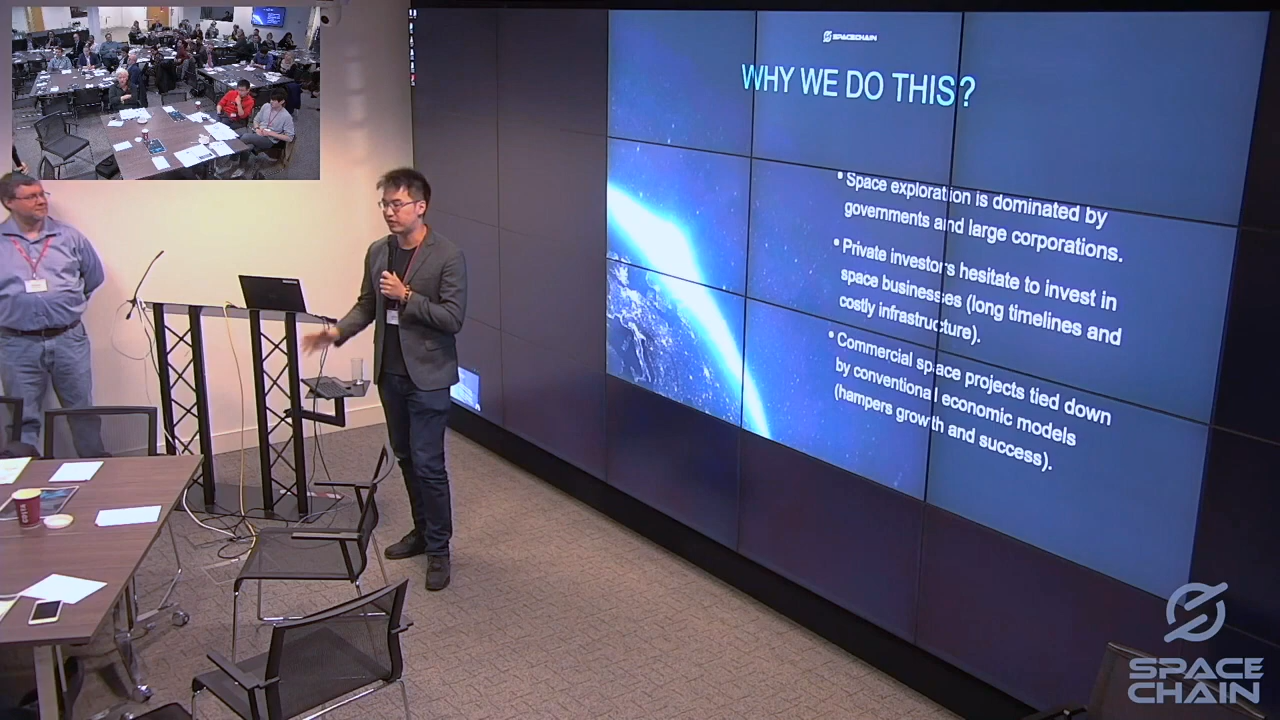 SPACECHAIN
WHY WE DO THIS?
• Space exploration is dominated by
governments and large corporations.
• Private investors hesitate to invest in
space businesses (long timelines and
costly infrastructure).
• Commercial space projects tied down
by conventional economic models
(hampers growth and success).
COSTA
SPACE
CHAIN